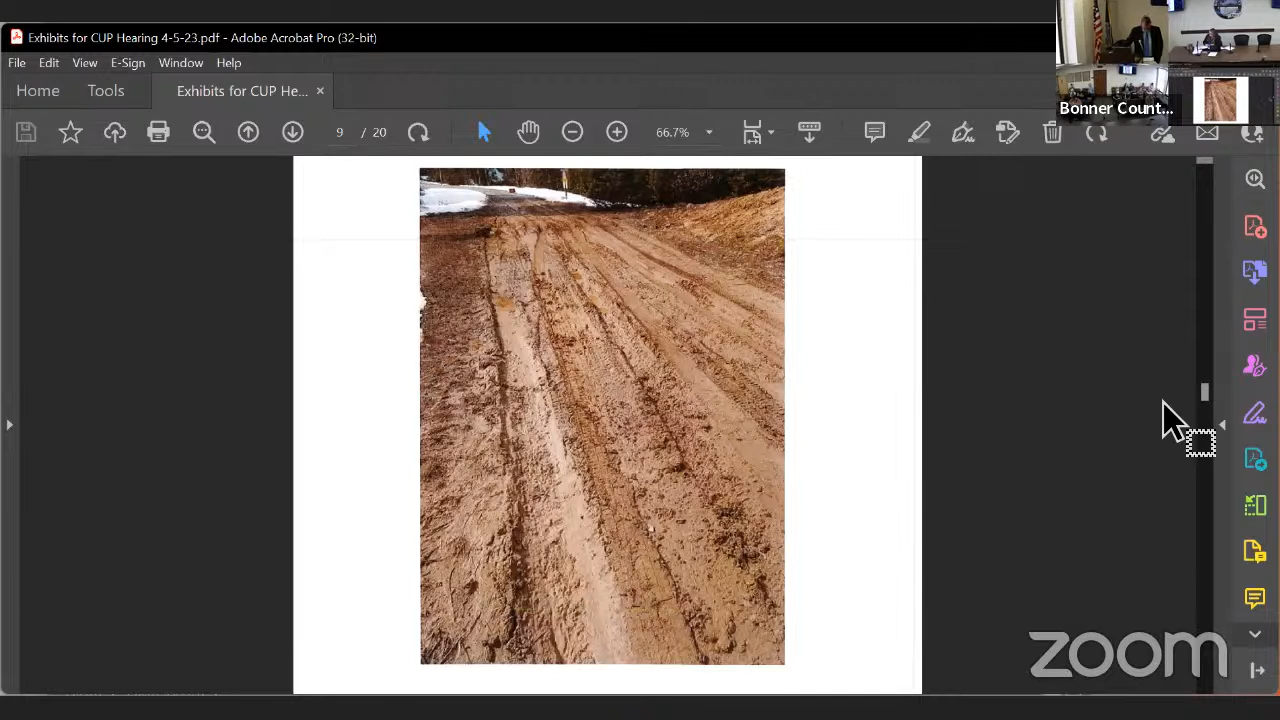 Exhibits for CUP Hearing 4-5-23.pdf - Adobe Acrobat Pro (32-bit)
File Edit View E-Sign Window Help
Home Tools Exhibits for CUP He... ×
Bonner Count...
9 / 20 66.7%
zoom